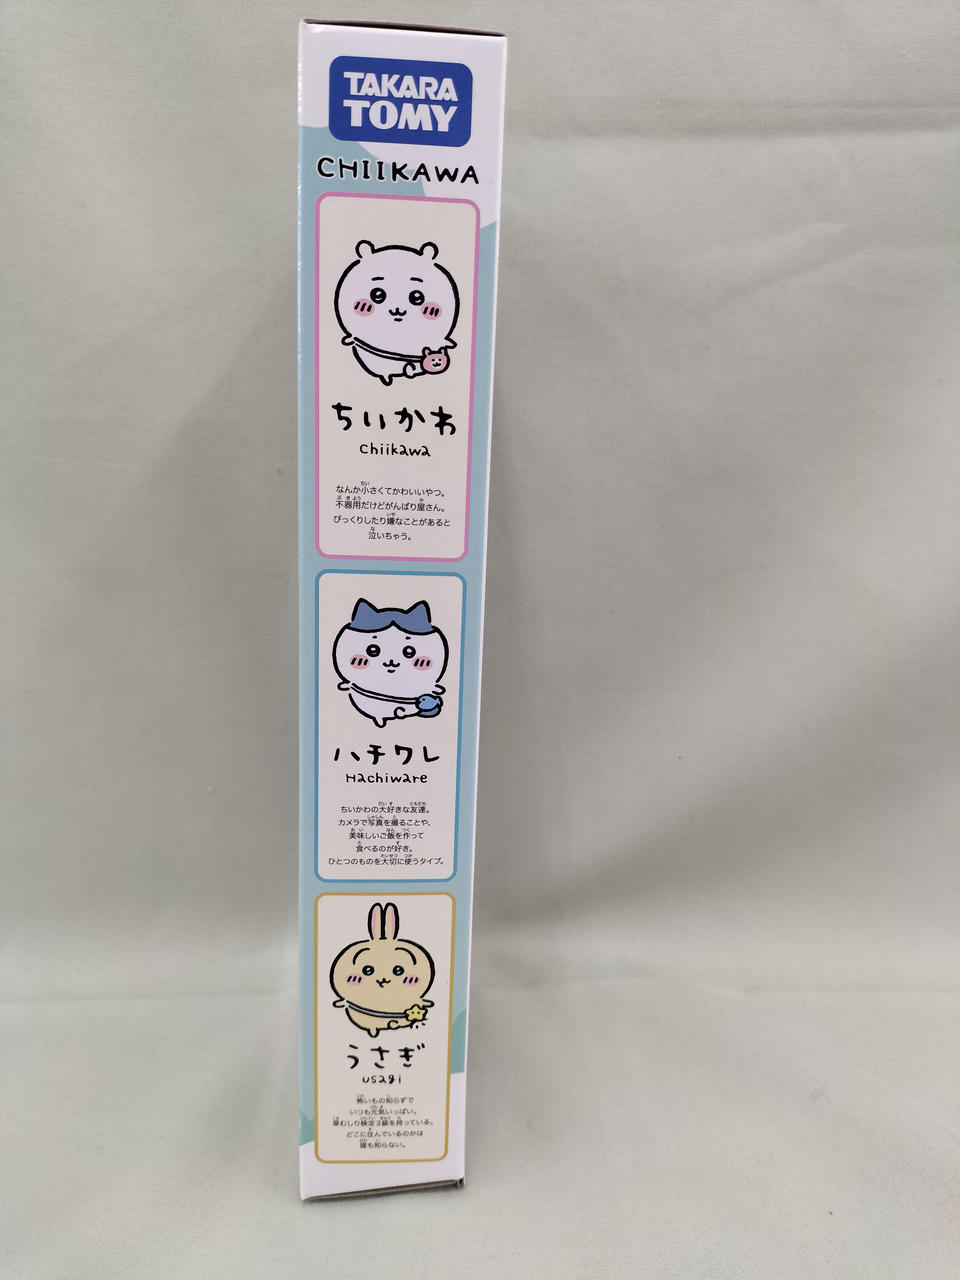 TAKARA
TOMY
CHIIKAWA
ちいかわ
Chiikawa
なんか小さくてかわいいやつ。
不器用だけどがんばり屋さん。
びっくりしたり嫌なことがあると
泣いちゃう。
ハチワレ
Hachiware
ちいかわの大好きな友達。
カメラで写真を撮ることや、
美味しいご飯を作って
食べるのが好き。
ひとつのものを大切に使うタイプ。
うさぎ
usagi
怖いもの知らずで
いつも元気いっぱい。
草むしり検定3級を持っている。
どこに住んでいるのかは
誰も知らない。